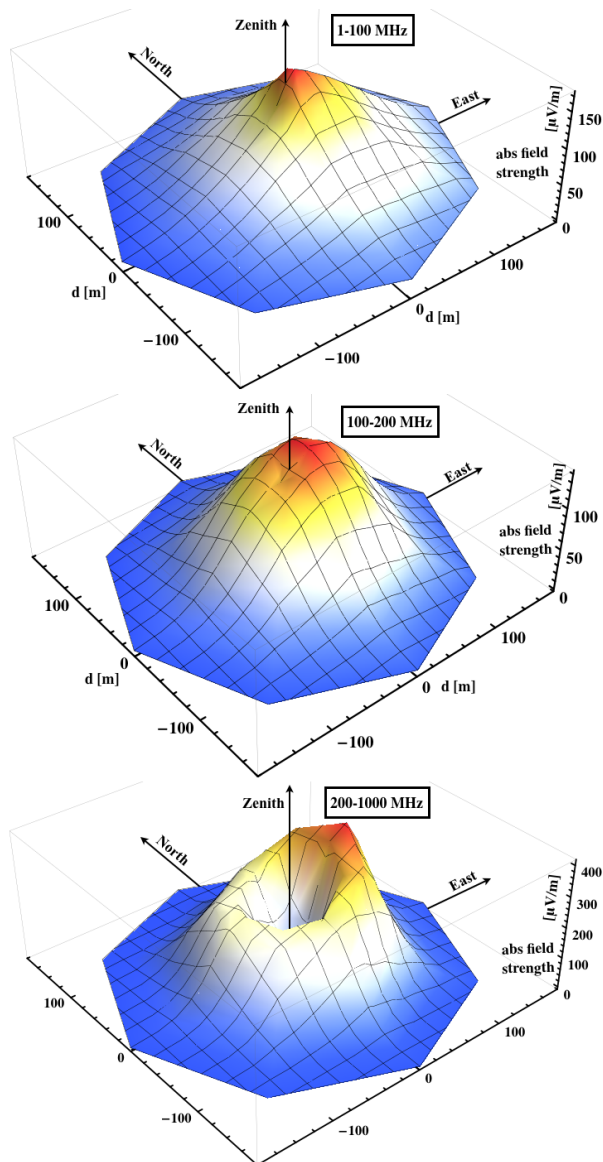 Zenith
1-100 MHz
North
East
[μV/m]
150
100
abs field
strength
50
0
100
0
d [m]
−100
100
0
d [m]
−100
Zenith
100-200 MHz
North
East
[μV/m]
100
abs field
strength
50
0
100
0
d [m]
−100
100
0
d [m]
−100
Zenith
200-1000 MHz
North
East
[μV/m]
400
300
200
abs field
strength
100
0
100
0
−100
100
0
−100